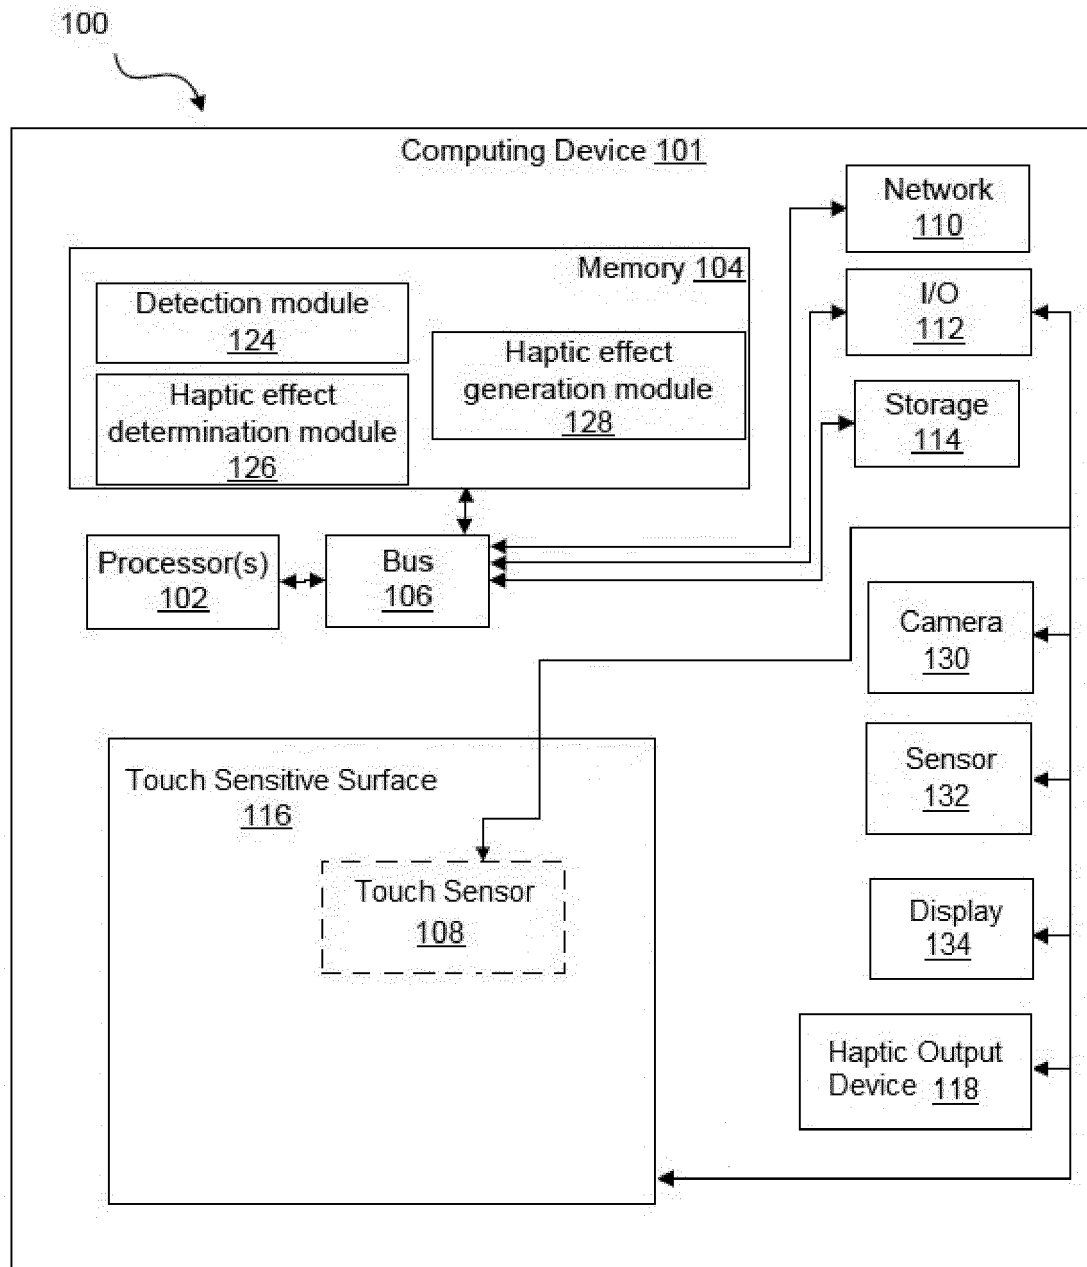 100
Computing Device 101
Network
110
Memory 104
I/O
112
Detection module
124
Haptic effect
generation module
128
Haptic effect
determination module
126
Storage
114
Processor(s)
102
Bus
106
Camera
130
Touch Sensitive Surface
116
Sensor
132
Touch Sensor
108
Display
134
Haptic Output
Device 118